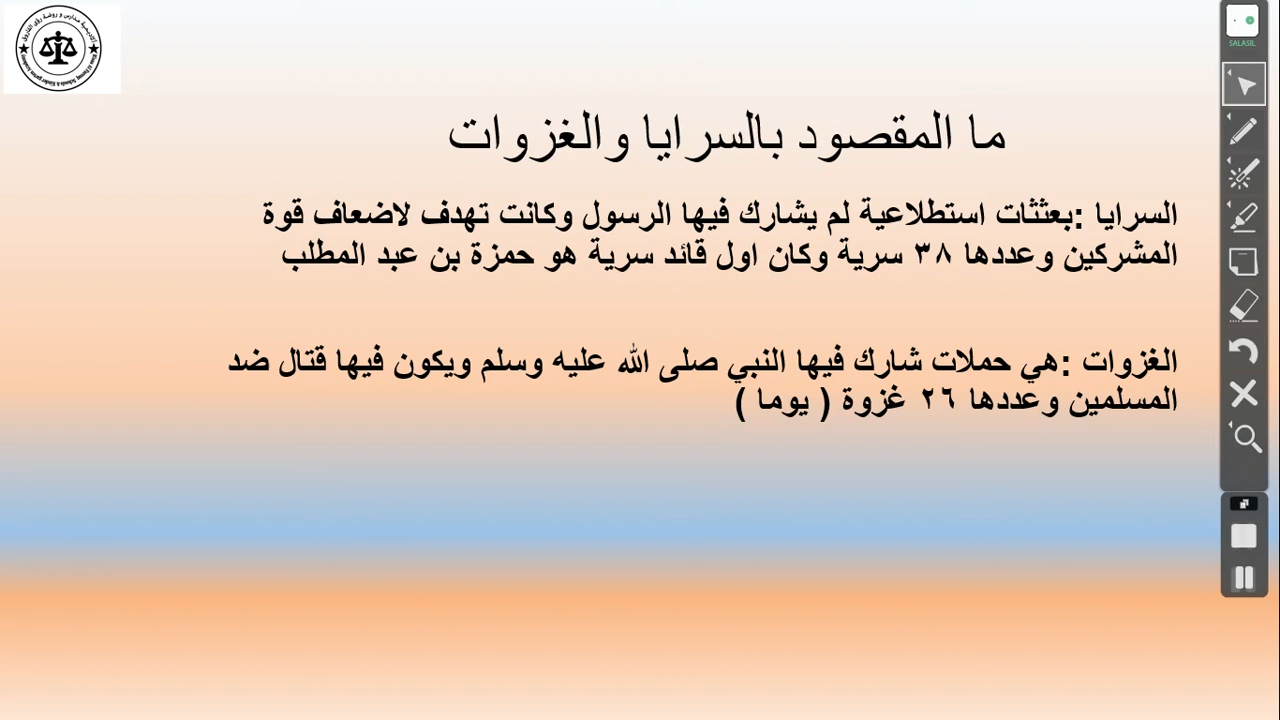 SALASIL
ما المقصود بالسرايا والغزوات
السرايا :بعثثات استطلاعية لم يشارك فيها الرسول وكانت تهدف لاضعاف قوة
المشركين وعددها ٣٨ سرية وكان اول قائد سرية هو حمزة بن عبد المطلب
الغزوات :هي حملات شارك فيها النبي صلى الله عليه وسلم ويكون فيها قتال ضد
المسلمين وعددها ٢٦ غزوة ( يوما )